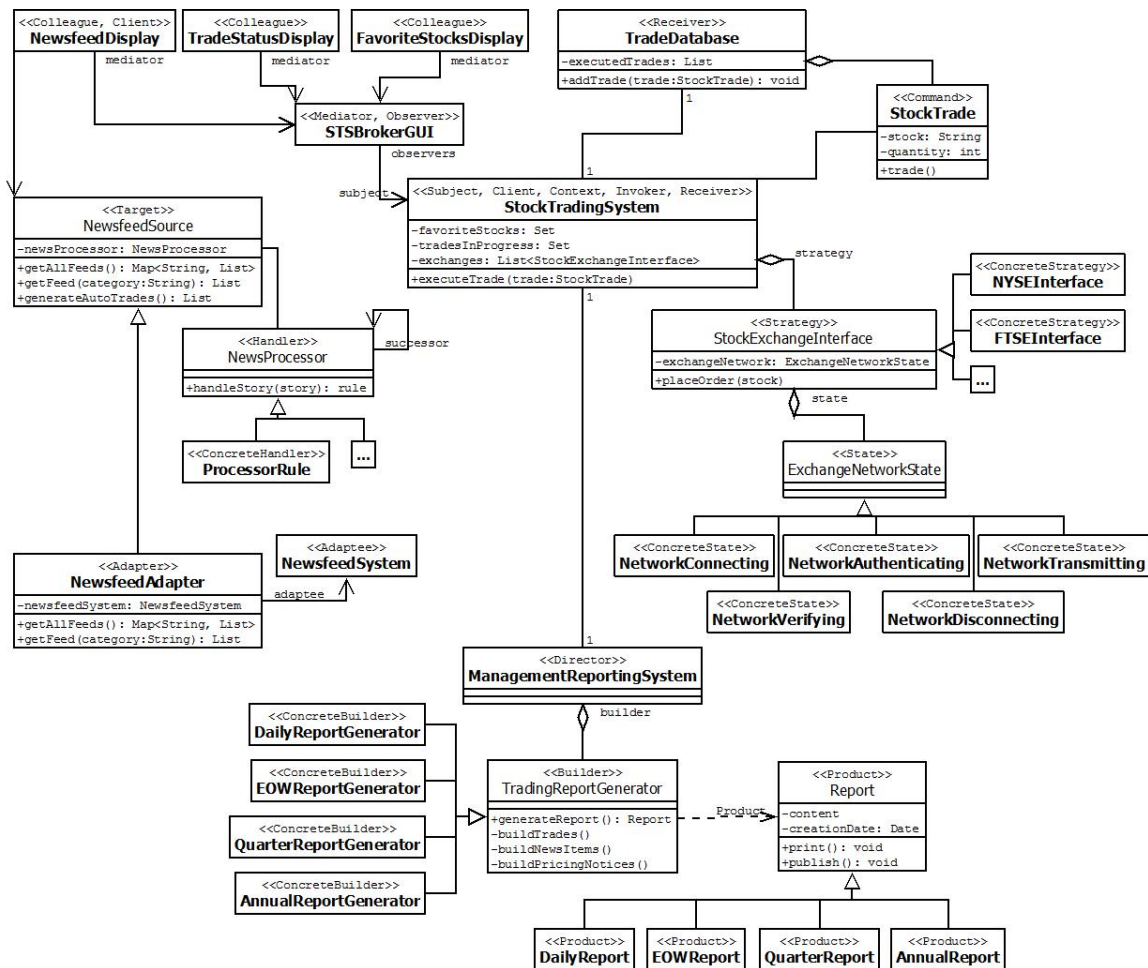 <<Colleague, Client>>
NewsfeedDisplay
<<Colleague>>
TradeStatusDisplay
<<Colleague>>
FavoriteStocksDisplay
mediator
mediator
mediator
<<Mediator, Observer>>
STSBrokerGUI
observers
subject
<<Receiver>>
TradeDatabase
-executedTrades: List
+addTrade(trade:StockTrade): void
1
1
<<Command>>
StockTrade
-stock: String
-quantity: int
+trade()
<<Subject, Client, Context, Invoker, Receiver>>
StockTradingSystem
-favoriteStocks: Set
-tradesInProgress: Set
-exchanges: List<StockExchangeInterface>
+executeTrade(trade:StockTrade)
strategy
1
<<Target>>
NewsfeedSource
-newsProcessor: NewsProcessor
+getAllFeeds(): Map<String, List>
+getFeed(category:String): List
+generateAutoTrades(): List
<<Handler>>
NewsProcessor
+handleStory(story): rule
successor
<<ConcreteHandler>>
ProcessorRule
...
<<Strategy>>
StockExchangeInterface
-exchangeNetwork: ExchangeNetworkState
+placeOrder(stock)
<<ConcreteStrategy>>
NYSEInterface
<<ConcreteStrategy>>
FTSEInterface
...
state
<<State>>
ExchangeNetworkState
<<ConcreteState>>
NetworkConnecting
<<ConcreteState>>
NetworkAuthenticating
<<ConcreteState>>
NetworkTransmitting
<<ConcreteState>>
NetworkVerifying
<<ConcreteState>>
NetworkDisconnecting
<<Adapter>>
NewsfeedAdapter
-newsfeedSystem: NewsfeedSystem
+getAllFeeds(): Map<String, List>
+getFeed(category:String): List
adaptee
<<Adaptee>>
NewsfeedSystem
1
<<Director>>
ManagementReportingSystem
builder
<<ConcreteBuilder>>
DailyReportGenerator
<<ConcreteBuilder>>
EOWReportGenerator
<<ConcreteBuilder>>
QuarterReportGenerator
<<ConcreteBuilder>>
AnnualReportGenerator
<<Builder>>
TradingReportGenerator
+generateReport(): Report
-buildTrades()
-buildNewsItems()
-buildPricingNotices()
Product
<<Product>>
Report
-content
-creationDate: Date
+print(): void
+publish(): void
<<Product>>
DailyReport
<<Product>>
EOWReport
<<Product>>
QuarterReport
<<Product>>
AnnualReport